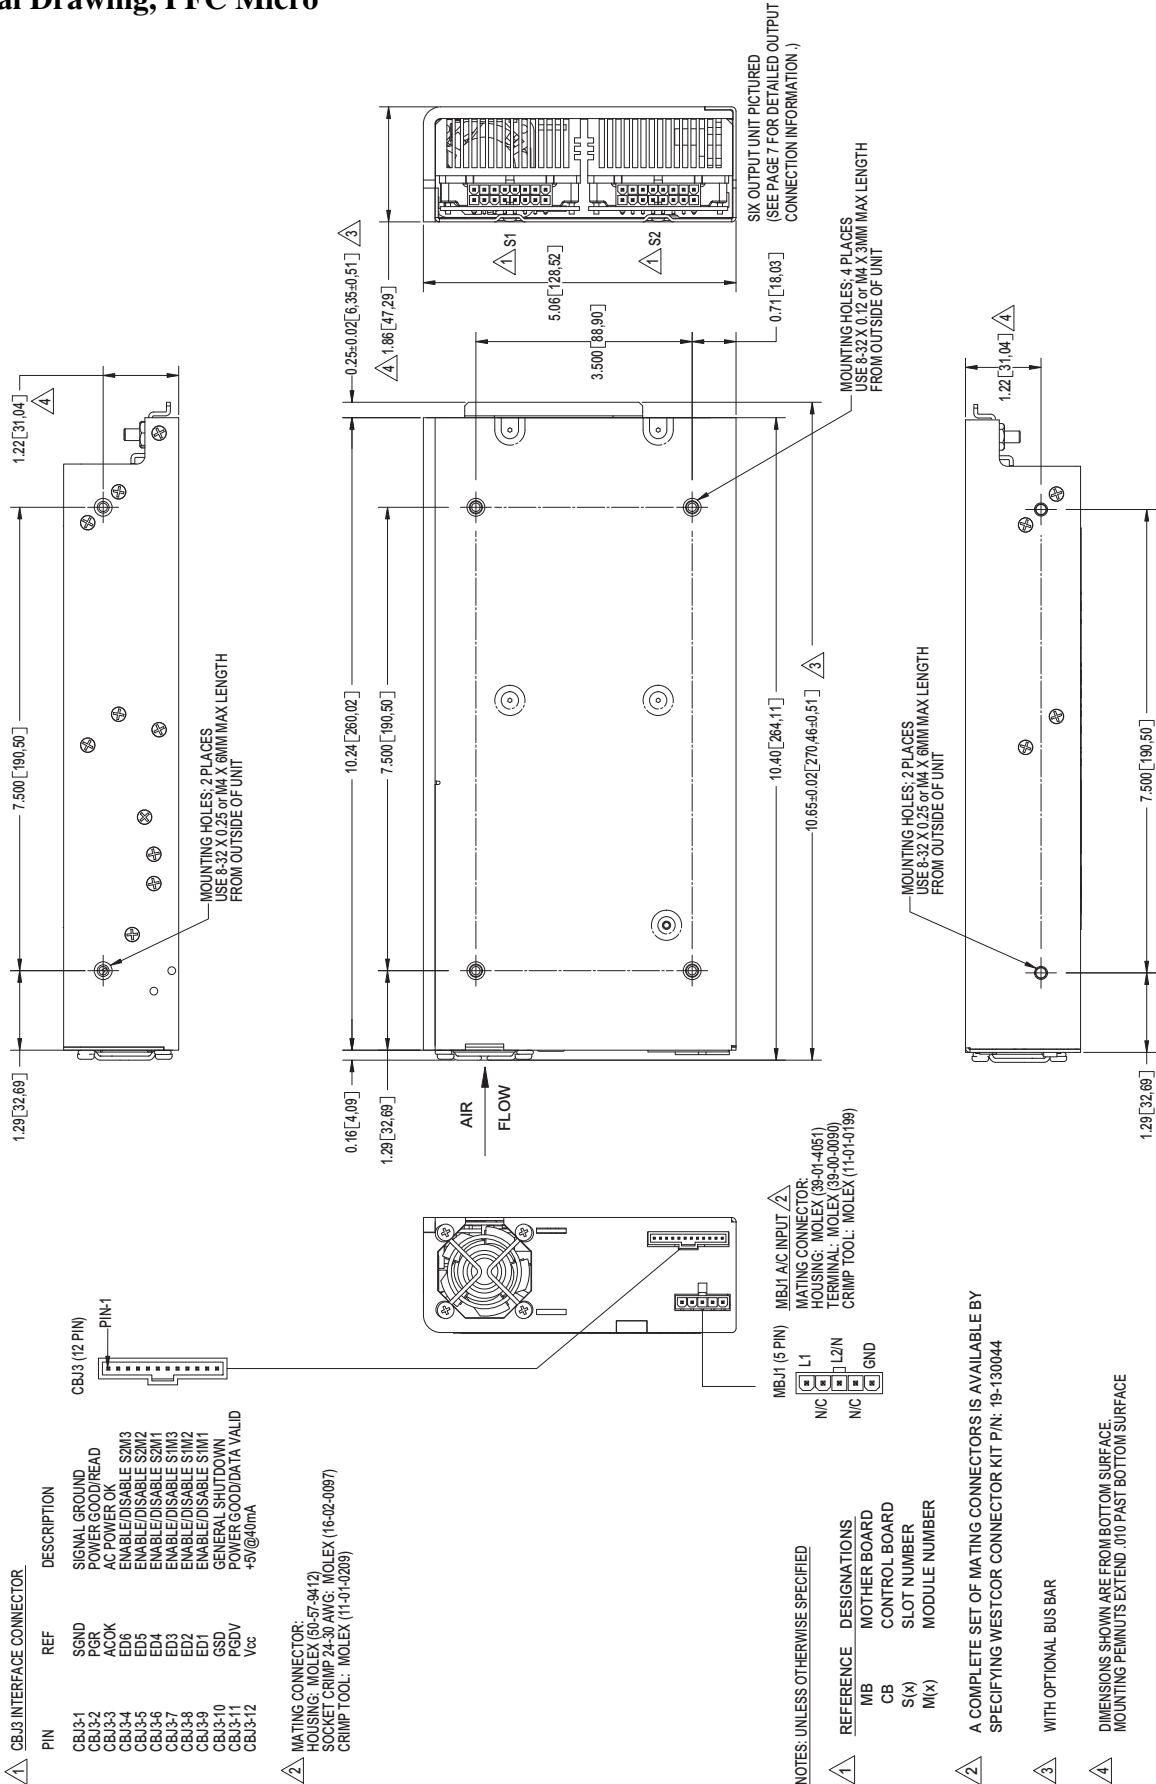 al Drawing, PFC Micro
1 CBJ3 INTERFACE CONNECTOR
PIN REF DESCRIPTION
CBJ3-1 SGND SIGNAL GROUND
CBJ3-2 PGR POWER GOOD/READ
CBJ3-3 ACOK AC POWER OK
CBJ3-4 ED6 ENABLE/DISABLE S2M3
CBJ3-5 ED5 ENABLE/DISABLE S2M2
CBJ3-6 ED4 ENABLE/DISABLE S2M1
CBJ3-7 ED3 ENABLE/DISABLE S1M3
CBJ3-8 ED2 ENABLE/DISABLE S1M2
CBJ3-9 ED1 ENABLE/DISABLE S1M1
CBJ3-10 GSD GENERAL SHUTDOWN
CBJ3-11 PGDV POWER GOOD/DATA VALID
CBJ3-12 Vcc +5V@40mA
2 MATING CONNECTOR:
HOUSING: MOLEX (50-57-9412)
SOCKET CRIMP 24-30 AWG: MOLEX (16-02-0097)
CRIMP TOOL: MOLEX (11-01-0209)
NOTES: UNLESS OTHERWISE SPECIFIED
1 REFERENCE DESIGNATIONS
MB MOTHER BOARD
CB CONTROL BOARD
S(x) SLOT NUMBER
M(x) MODULE NUMBER
2 A COMPLETE SET OF MATING CONNECTORS IS AVAILABLE BY
SPECIFYING WESTCOR CONNECTOR KIT P/N: 19-130044
3 WITH OPTIONAL BUS BAR
4 DIMENSIONS SHOWN ARE FROM BOTTOM SURFACE.
MOUNTING PEMNUTS EXTEND .010 PAST BOTTOM SURFACE
CBJ3 (12 PIN)
PIN-1
MBJ1 (5 PIN)
L1
N/C
L2/N
N/C
GND
MBJ1 A/C INPUT 2
MATING CONNECTOR:
HOUSING: MOLEX (39-01-4051)
TERMINAL: MOLEX (39-00-0090)
CRIMP TOOL: MOLEX (11-01-0199)
1.29[32,69]
7.500[190,50]
1.22[31,04] 4
MOUNTING HOLES; 2 PLACES
USE 8-32 X 0.25 or M4 X 6MM MAX LENGTH
FROM OUTSIDE OF UNIT
0.16[4,09]
10.24[260,02]
0.25±0.02[6,35±0,51] 3
1.29[32,69]
7.500[190,50]
4 1.86[47,29]
AIR
FLOW
1 S1
1 S2
5.06[128,52]
3.500[88,90]
0.71[18,03]
10.40[264,11]
10.65±0.02[270,46±0,51] 3
SIX OUTPUT UNIT PICTURED
(SEE PAGE 7 FOR DETAILED OUTPUT
CONNECTION INFORMATION.)
MOUNTING HOLES; 4 PLACES
USE 8-32 X 0.12 or M4 X 3MM MAX LENGTH
FROM OUTSIDE OF UNIT
MOUNTING HOLES; 2 PLACES
USE 8-32 X 0.25 or M4 X 6MM MAX LENGTH
FROM OUTSIDE OF UNIT
1.22[31,04] 4
1.29[32,69]
7.500[190,50]